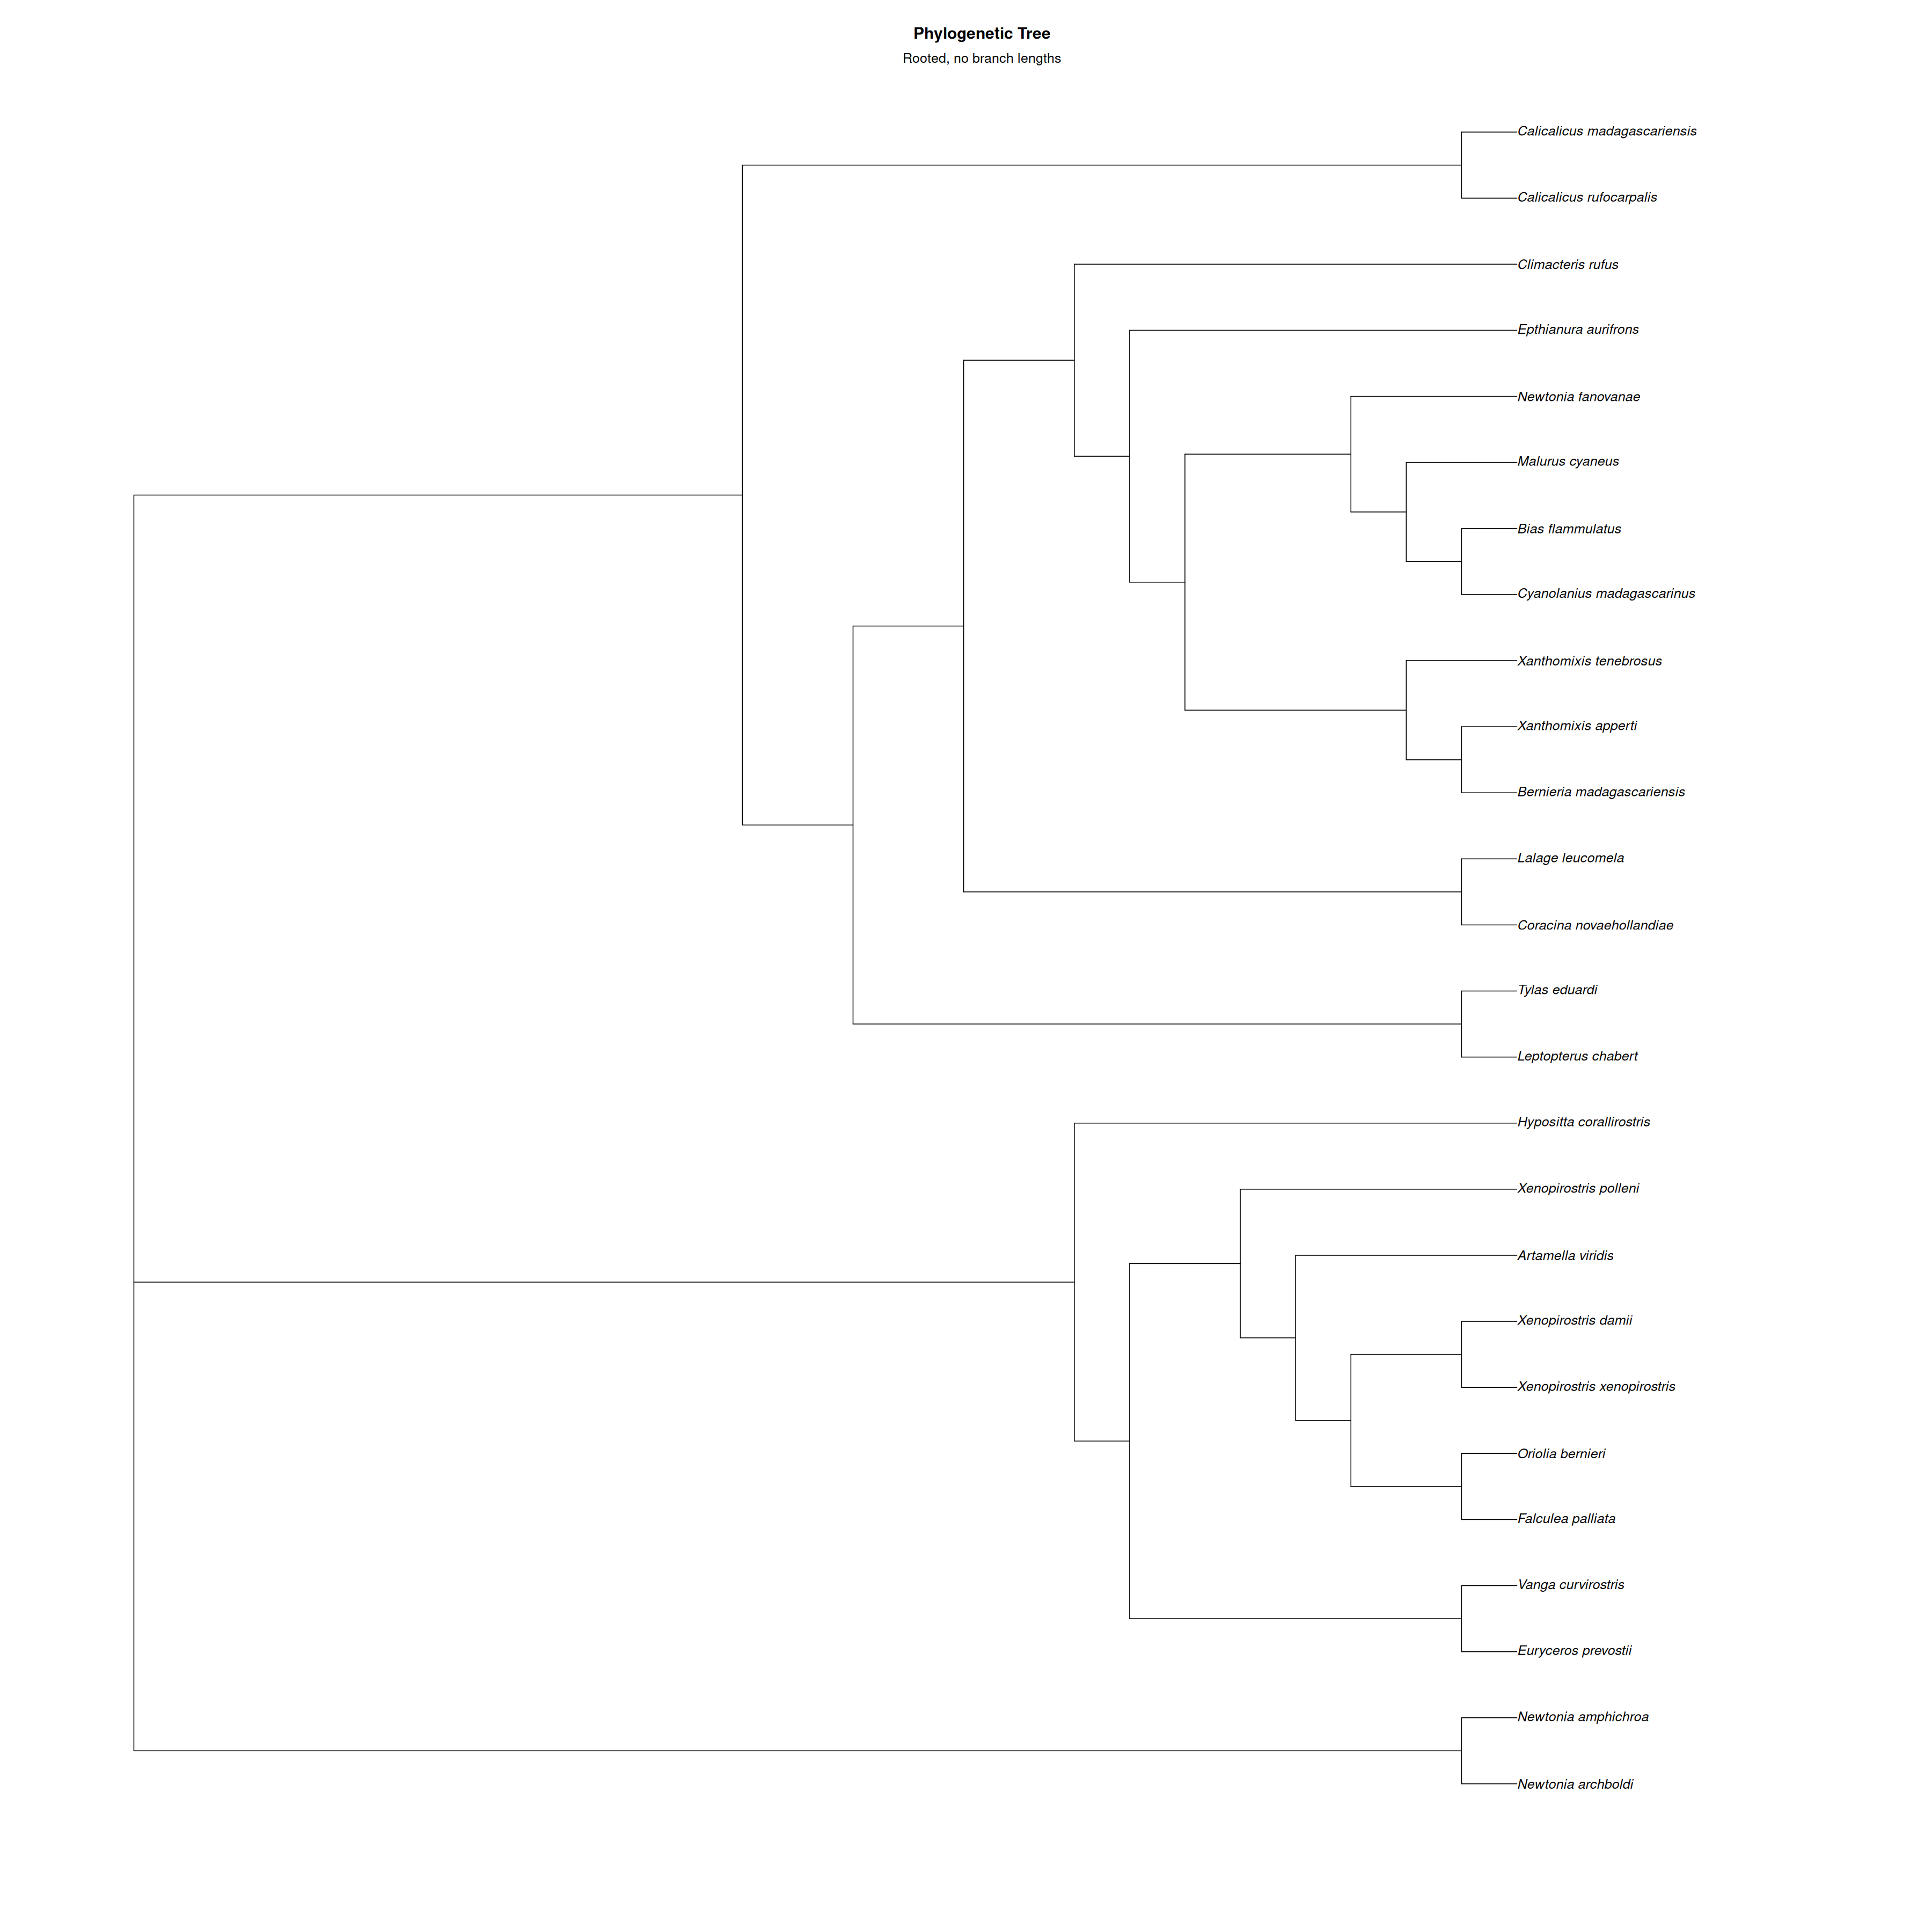 Phylogenetic Tree
Rooted, no branch lengths
Calicalicus madagascariensis
Calicalicus rufocarpalis
Climacteris rufus
Epthianura aurifrons
Newtonia fanovanae
Malurus cyaneus
Bias flammulatus
Cyanolanius madagascarinus
Xanthomixis tenebrosus
Xanthomixis apperti
Bernieria madagascariensis
Lalage leucomela
Coracina novaehollandiae
Tylas eduardi
Leptopterus chabert
Hypositta corallirostris
Xenopirostris polleni
Artamella viridis
Xenopirostris damii
Xenopirostris xenopirostris
Oriolia bernieri
Falculea palliata
Vanga curvirostris
Euryceros prevostii
Newtonia amphichroa
Newtonia archboldi